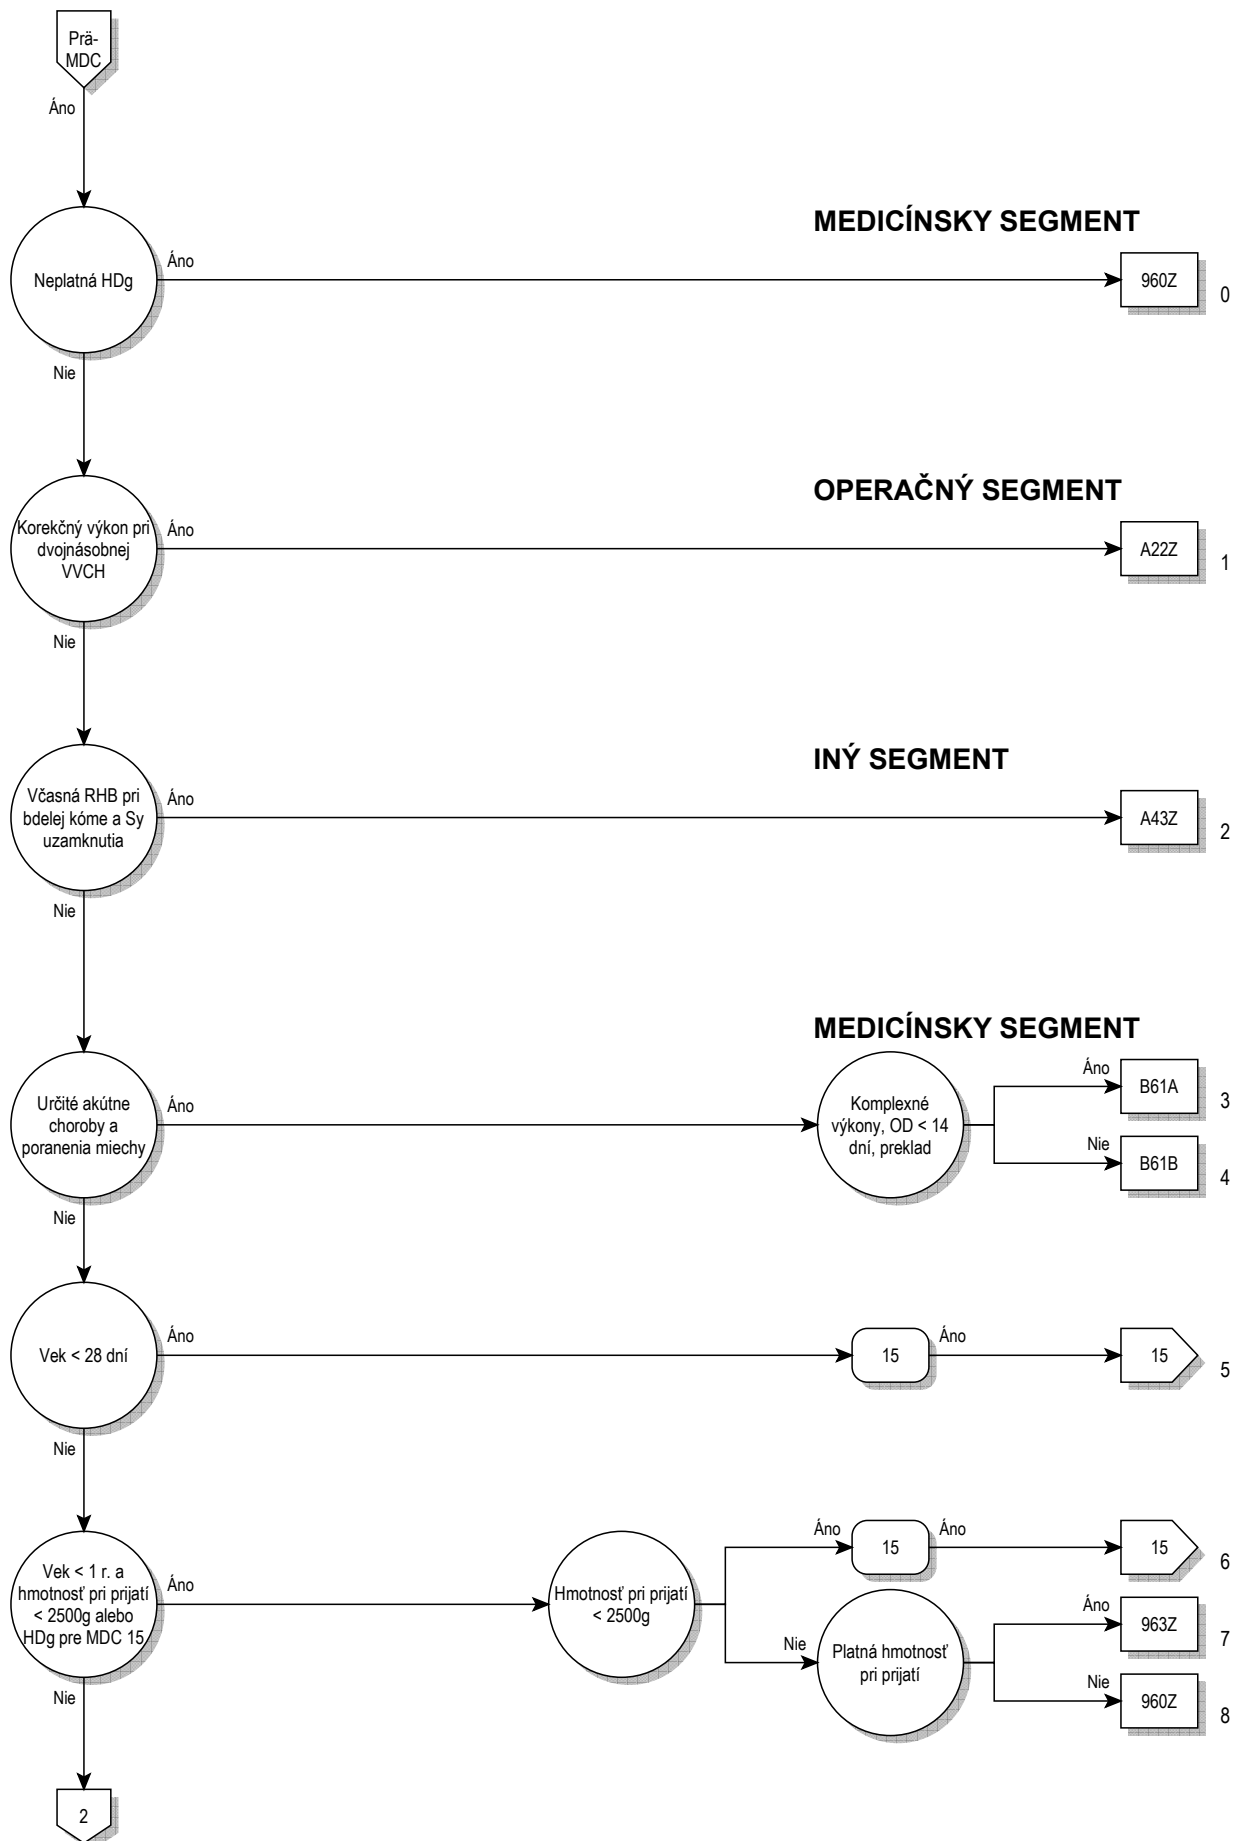 Prä-
MDC
Áno
MEDICÍNSKY SEGMENT
Neplatná HDg
Áno
960Z
0
Nie
OPERAČNÝ SEGMENT
Korekčný výkon pri
dvojnásobnej
VVCH
Áno
A22Z
1
Nie
INÝ SEGMENT
Včasná RHB pri
bdelej kóme a Sy
uzamknutia
Áno
A43Z
2
Nie
MEDICÍNSKY SEGMENT
Určité akútne
choroby a
poranenia miechy
Áno
Komplexné
výkony, OD < 14
dní, preklad
Áno
B61A
3
Nie
B61B
4
Nie
Vek < 28 dní
Áno
15
Áno
15
5
Nie
Vek < 1 r. a
hmotnosť pri prijatí
< 2500g alebo
HDg pre MDC 15
Áno
Hmotnosť pri prijatí
< 2500g
Áno
15
Áno
15
6
Nie
Platná hmotnosť
pri prijatí
Áno
963Z
7
Nie
960Z
8
Nie
2